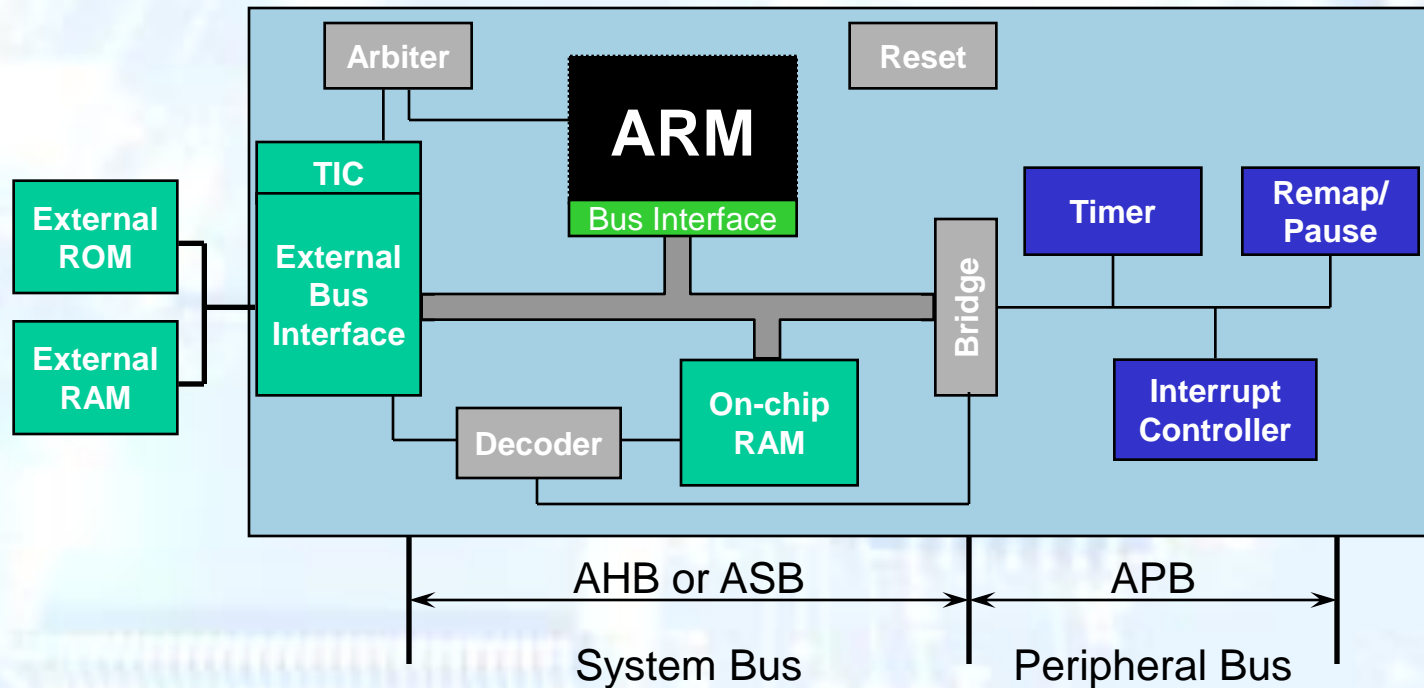 Arbiter
Reset
ARM
TIC
Bus Interface
External
ROM
External
RAM
External
Bus
Interface
Bridge
Timer
Remap/
Pause
On-chip
RAM
Decoder
Interrupt
Controller
AHB or ASB
APB
System Bus
Peripheral Bus